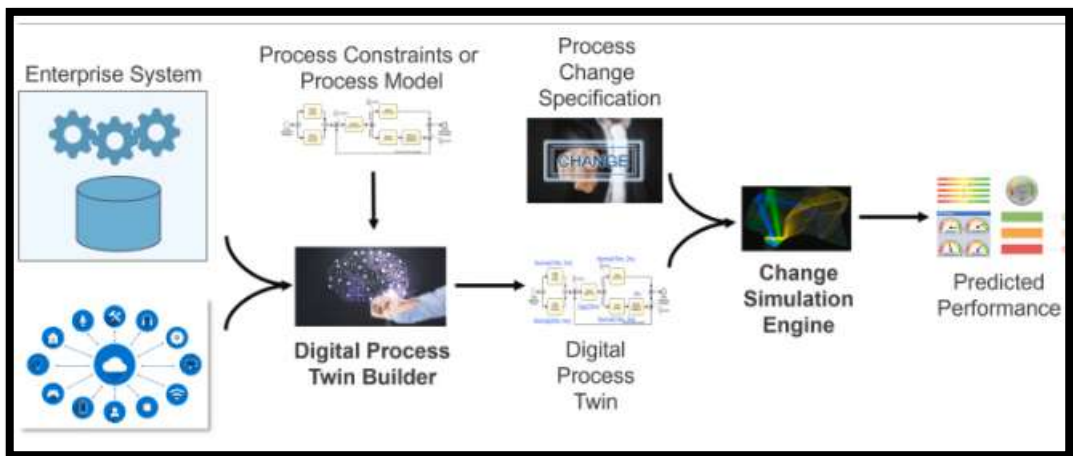 Enterprise System
Process Constraints or
Process Model
Process
Change
Specification
CHANGE
Digital Process
Twin Builder
Digital
Process
Twin
Change
Simulation
Engine
Predicted
Performance